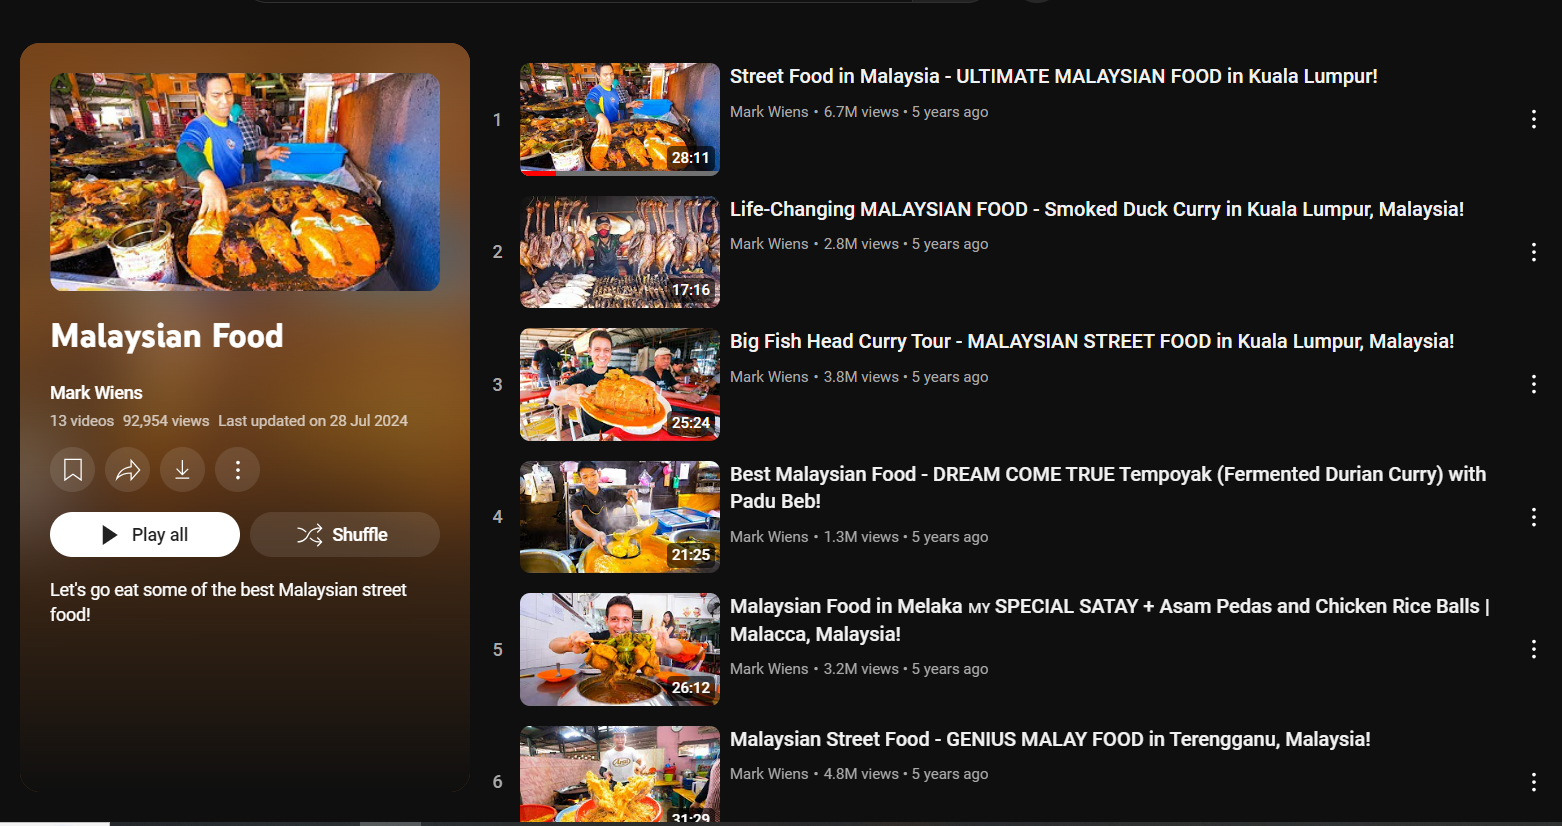 Malaysian Food
Mark Wiens
13 videos 92,954 views Last updated on 28 Jul 2024
Play all
Shuffle
Let's go eat some of the best Malaysian street
food!
1
28:11
Street Food in Malaysia - ULTIMATE MALAYSIAN FOOD in Kuala Lumpur!
Mark Wiens • 6.7M views • 5 years ago
2
17:16
Life-Changing MALAYSIAN FOOD - Smoked Duck Curry in Kuala Lumpur, Malaysia!
Mark Wiens • 2.8M views • 5 years ago
3
25:24
Big Fish Head Curry Tour - MALAYSIAN STREET FOOD in Kuala Lumpur, Malaysia!
Mark Wiens • 3.8M views • 5 years ago
4
21:25
Best Malaysian Food - DREAM COME TRUE Tempoyak (Fermented Durian Curry) with
Padu Beb!
Mark Wiens • 1.3M views • 5 years ago
5
26:12
Malaysian Food in Melaka MY SPECIAL SATAY + Asam Pedas and Chicken Rice Balls |
Malacca, Malaysia!
Mark Wiens • 3.2M views • 5 years ago
6
31:29
Malaysian Street Food - GENIUS MALAY FOOD in Terengganu, Malaysia!
Mark Wiens • 4.8M views • 5 years ago